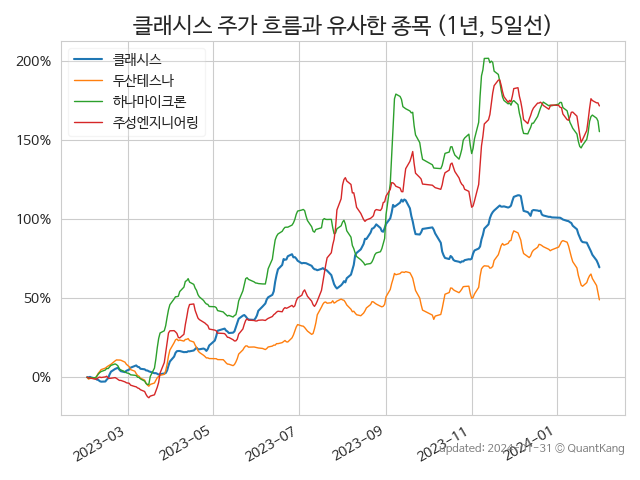 클래시스 주가 흐름과 유사한 종목 (1년, 5일선)
클래시스
두산테스나
하나마이크론
주성엔지니어링
200%
150%
100%
50%
0%
2023-03
2023-05
2023-07
2023-09
2023-11
2024-01
updated: 2024-01-31 © QuantKang